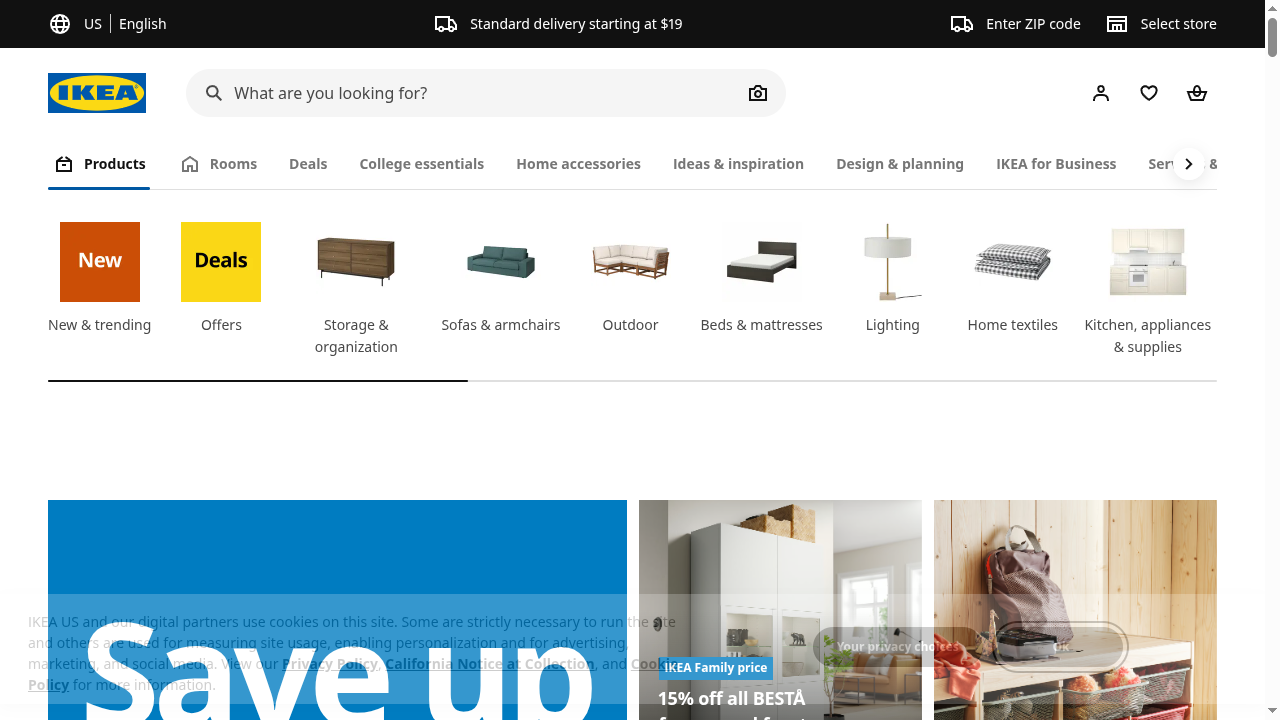 US
English
Standard delivery starting at $19
Enter ZIP code
Select store
IKEA
What are you looking for?
Products
Rooms
Deals
College essentials
Home accessories
Ideas & inspiration
Design & planning
IKEA for Business
New
Deals
New & trending
Offers
Storage &
organization
Sofas & armchairs
Outdoor
Beds & mattresses
Lighting
Home textiles
Kitchen, appliances
& supplies
Save up
IKEA Family price
15% off all BESTÅ
IKEA US and our digital partners use cookies on this site. Some are strictly necessary to run the site
and others are used for measuring site usage, enabling personalization and for advertising,
marketing, and social media. View our Privacy Policy, California Notice at Collection, and Cookie
Policy for more information.
Your privacy choices
OK